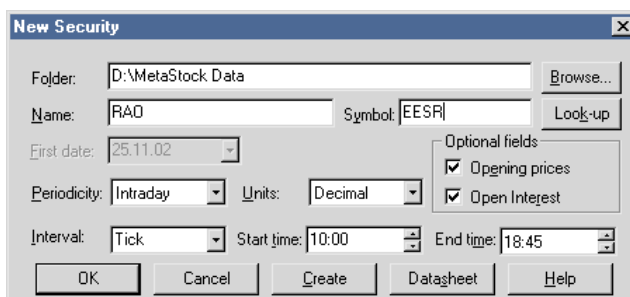 New Security
Folder: D:\MetaStock Data Browse...
Name: RAO Symbol: EESR Look-up
First date: 25.11.02 Optional fields
Opening prices
Periodicity: Intraday Units: Decimal Open Interest
Interval: Tick Start time: 10:00 End time: 18:45
OK Cancel Create Datasheet Help